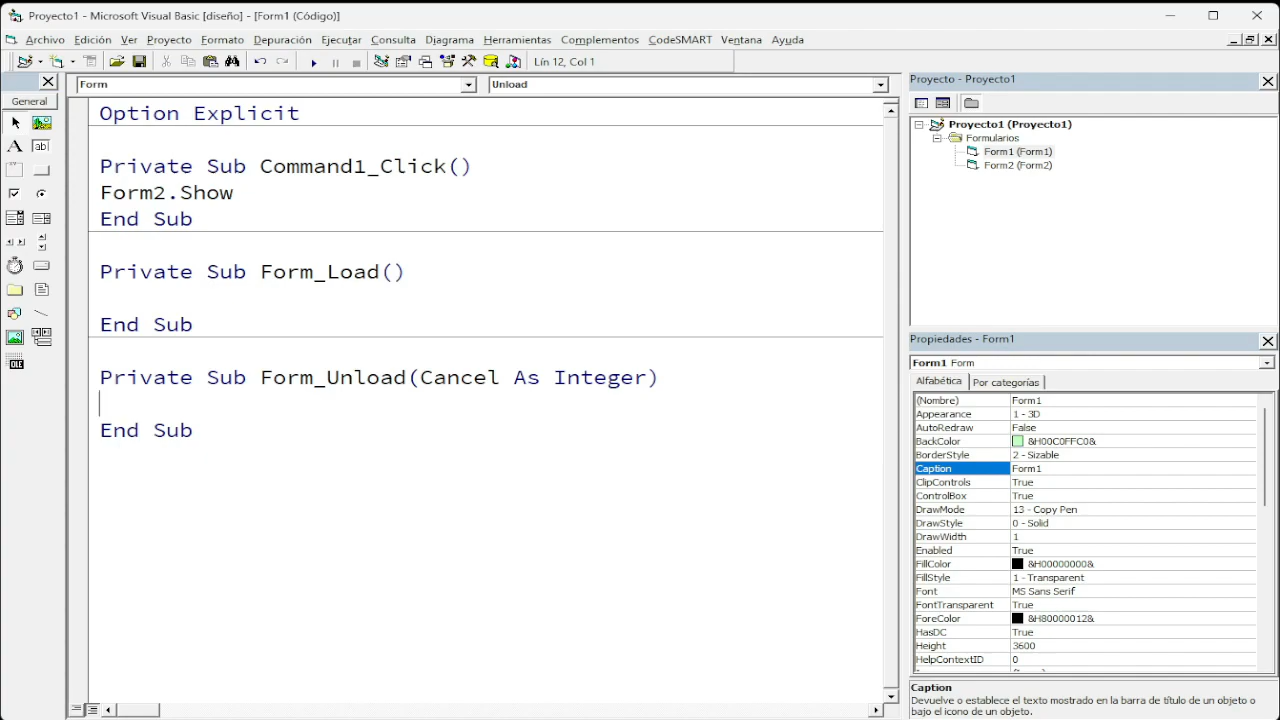 Proyecto1 - Microsoft Visual Basic [diseño] - [Form1 (Código)]
Archivo Edición Ver Proyecto Formato Depuración Ejecutar Consulta Diagrama Herramientas Complementos CodeSMART Ventana Ayuda
Lín 12, Col 1
General
Form
Unload
Option Explicit
Private Sub Command1_Click()
Form2.Show
End Sub
Private Sub Form_Load()
End Sub
Private Sub Form_Unload(Cancel As Integer)
End Sub
Proyecto - Proyecto1
Proyecto1 (Proyecto1)
Formularios
Form1 (Form1)
Form2 (Form2)
Propiedades - Form1
Form1 Form
Alfabética Por categorías
(Nombre) Form1
Appearance 1 - 3D
AutoRedraw False
BackColor &H00C0FFC0&
BorderStyle 2 - Sizable
Caption Form1
ClipControls True
ControlBox True
DrawMode 13 - Copy Pen
DrawStyle 0 - Solid
DrawWidth 1
Enabled True
FillColor &H00000000&
FillStyle 1 - Transparent
Font MS Sans Serif
FontTransparent True
ForeColor &H80000012&
HasDC True
Height 3600
HelpContextID 0
Caption
Devuelve o establece el texto mostrado en la barra de título de un objeto o
bajo el icono de un objeto.